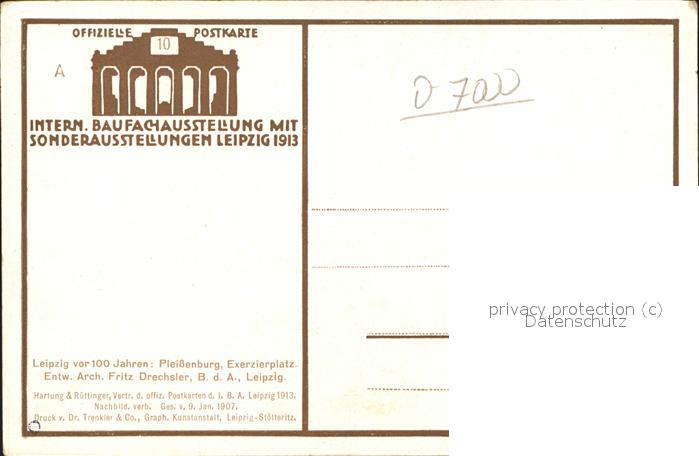 OFFIZIELLE POSTKARTE
10
A
INTERN. BAUFACHAUSSTELLUNG MIT
SONDERAUSSTELLUNGEN LEIPZIG 1913
D 7000
privacy protection (c)
Datenschutz
Leipzig vor 100 Jahren: Pleißenburg, Exerzierplatz.
Entw. Arch. Fritz Drechsler, B. d. A., Leipzig.
Hartung & Rüttinger, Vertr. d. offiz. Postkarten d. I. B. A. Leipzig 1913.
Nachbild. verb. Ges. v. 9. Jan. 1907.
Druck v. Dr. Trenkler & Co., Graph. Kunstanstalt, Leipzig-Stötteritz.